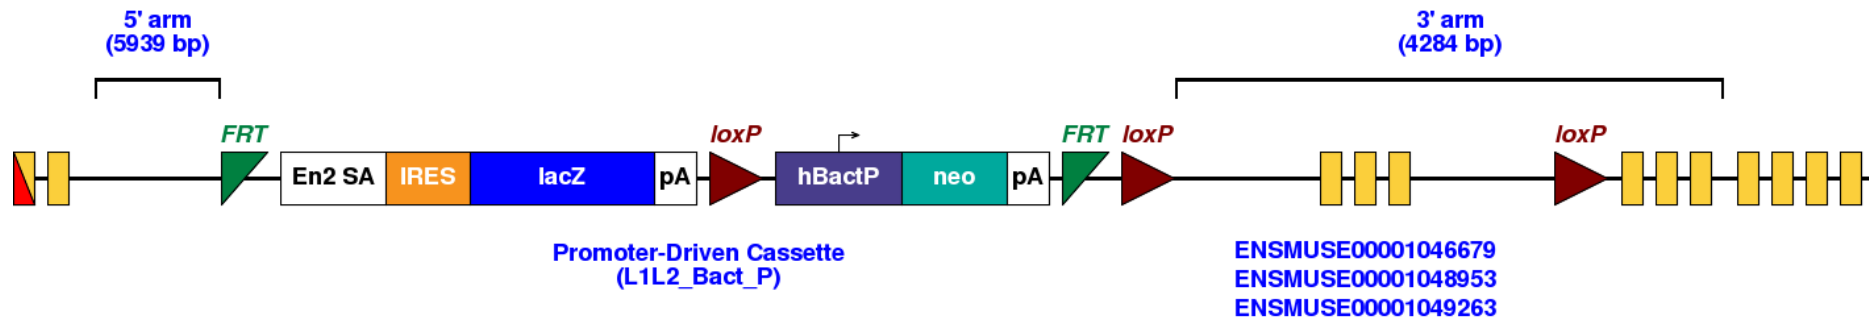 5' arm
(5939 bp)
3' arm
(4284 bp)
FRT
loxP
FRT
loxP
loxP
En2 SA
IRES
lacZ
pA
hBactP
neo
pA
Promoter-Driven Cassette
(L1L2_Bact_P)
ENSMUSE00001046679
ENSMUSE00001048953
ENSMUSE00001049263